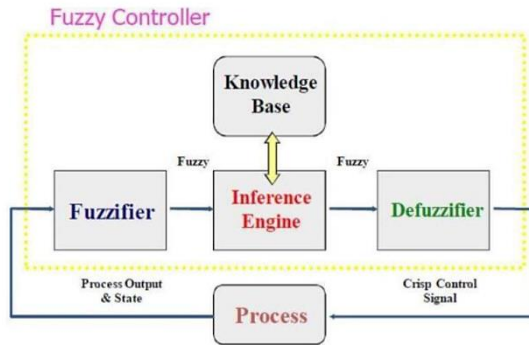 Fuzzy Controller
Knowledge
Base
Fuzzy
Fuzzy
Fuzzifier
Inference
Engine
Defuzzifier
Process Output
& State
Crisp Control
Signal
Process